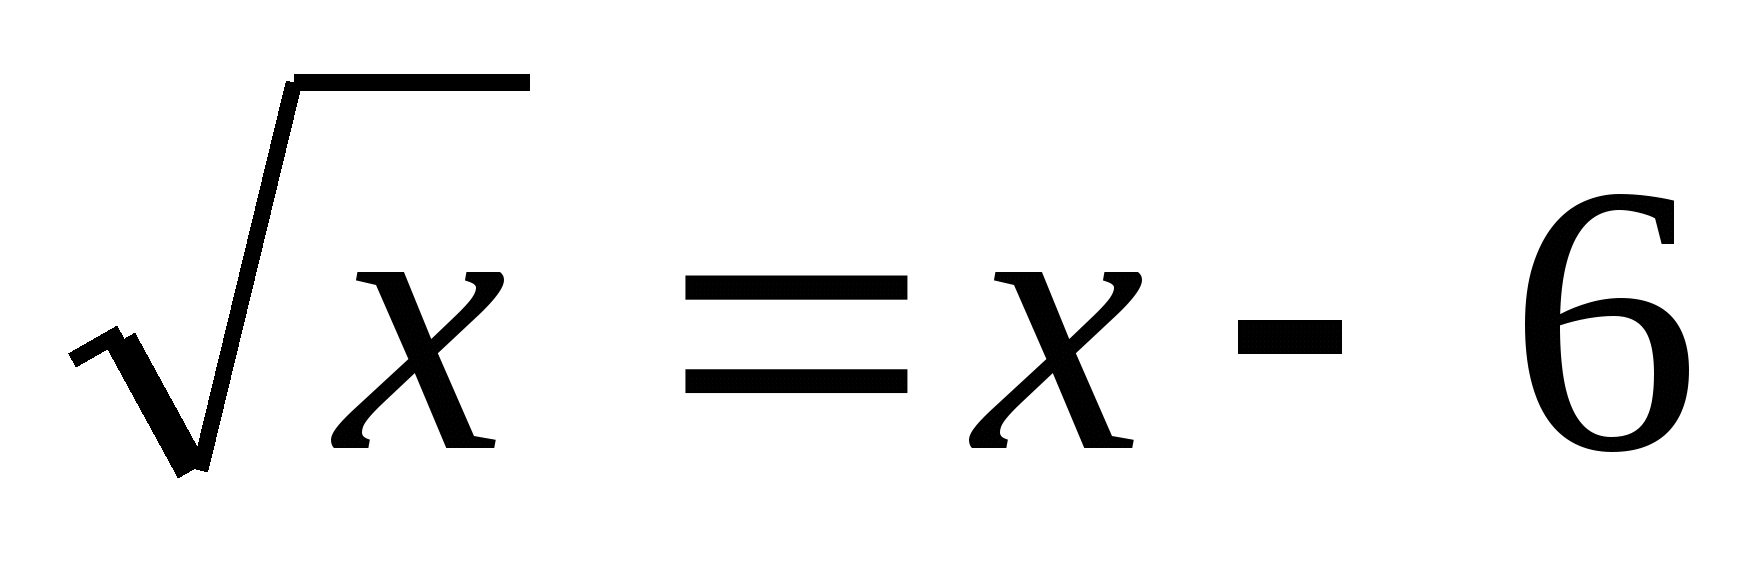 √x = x - 6